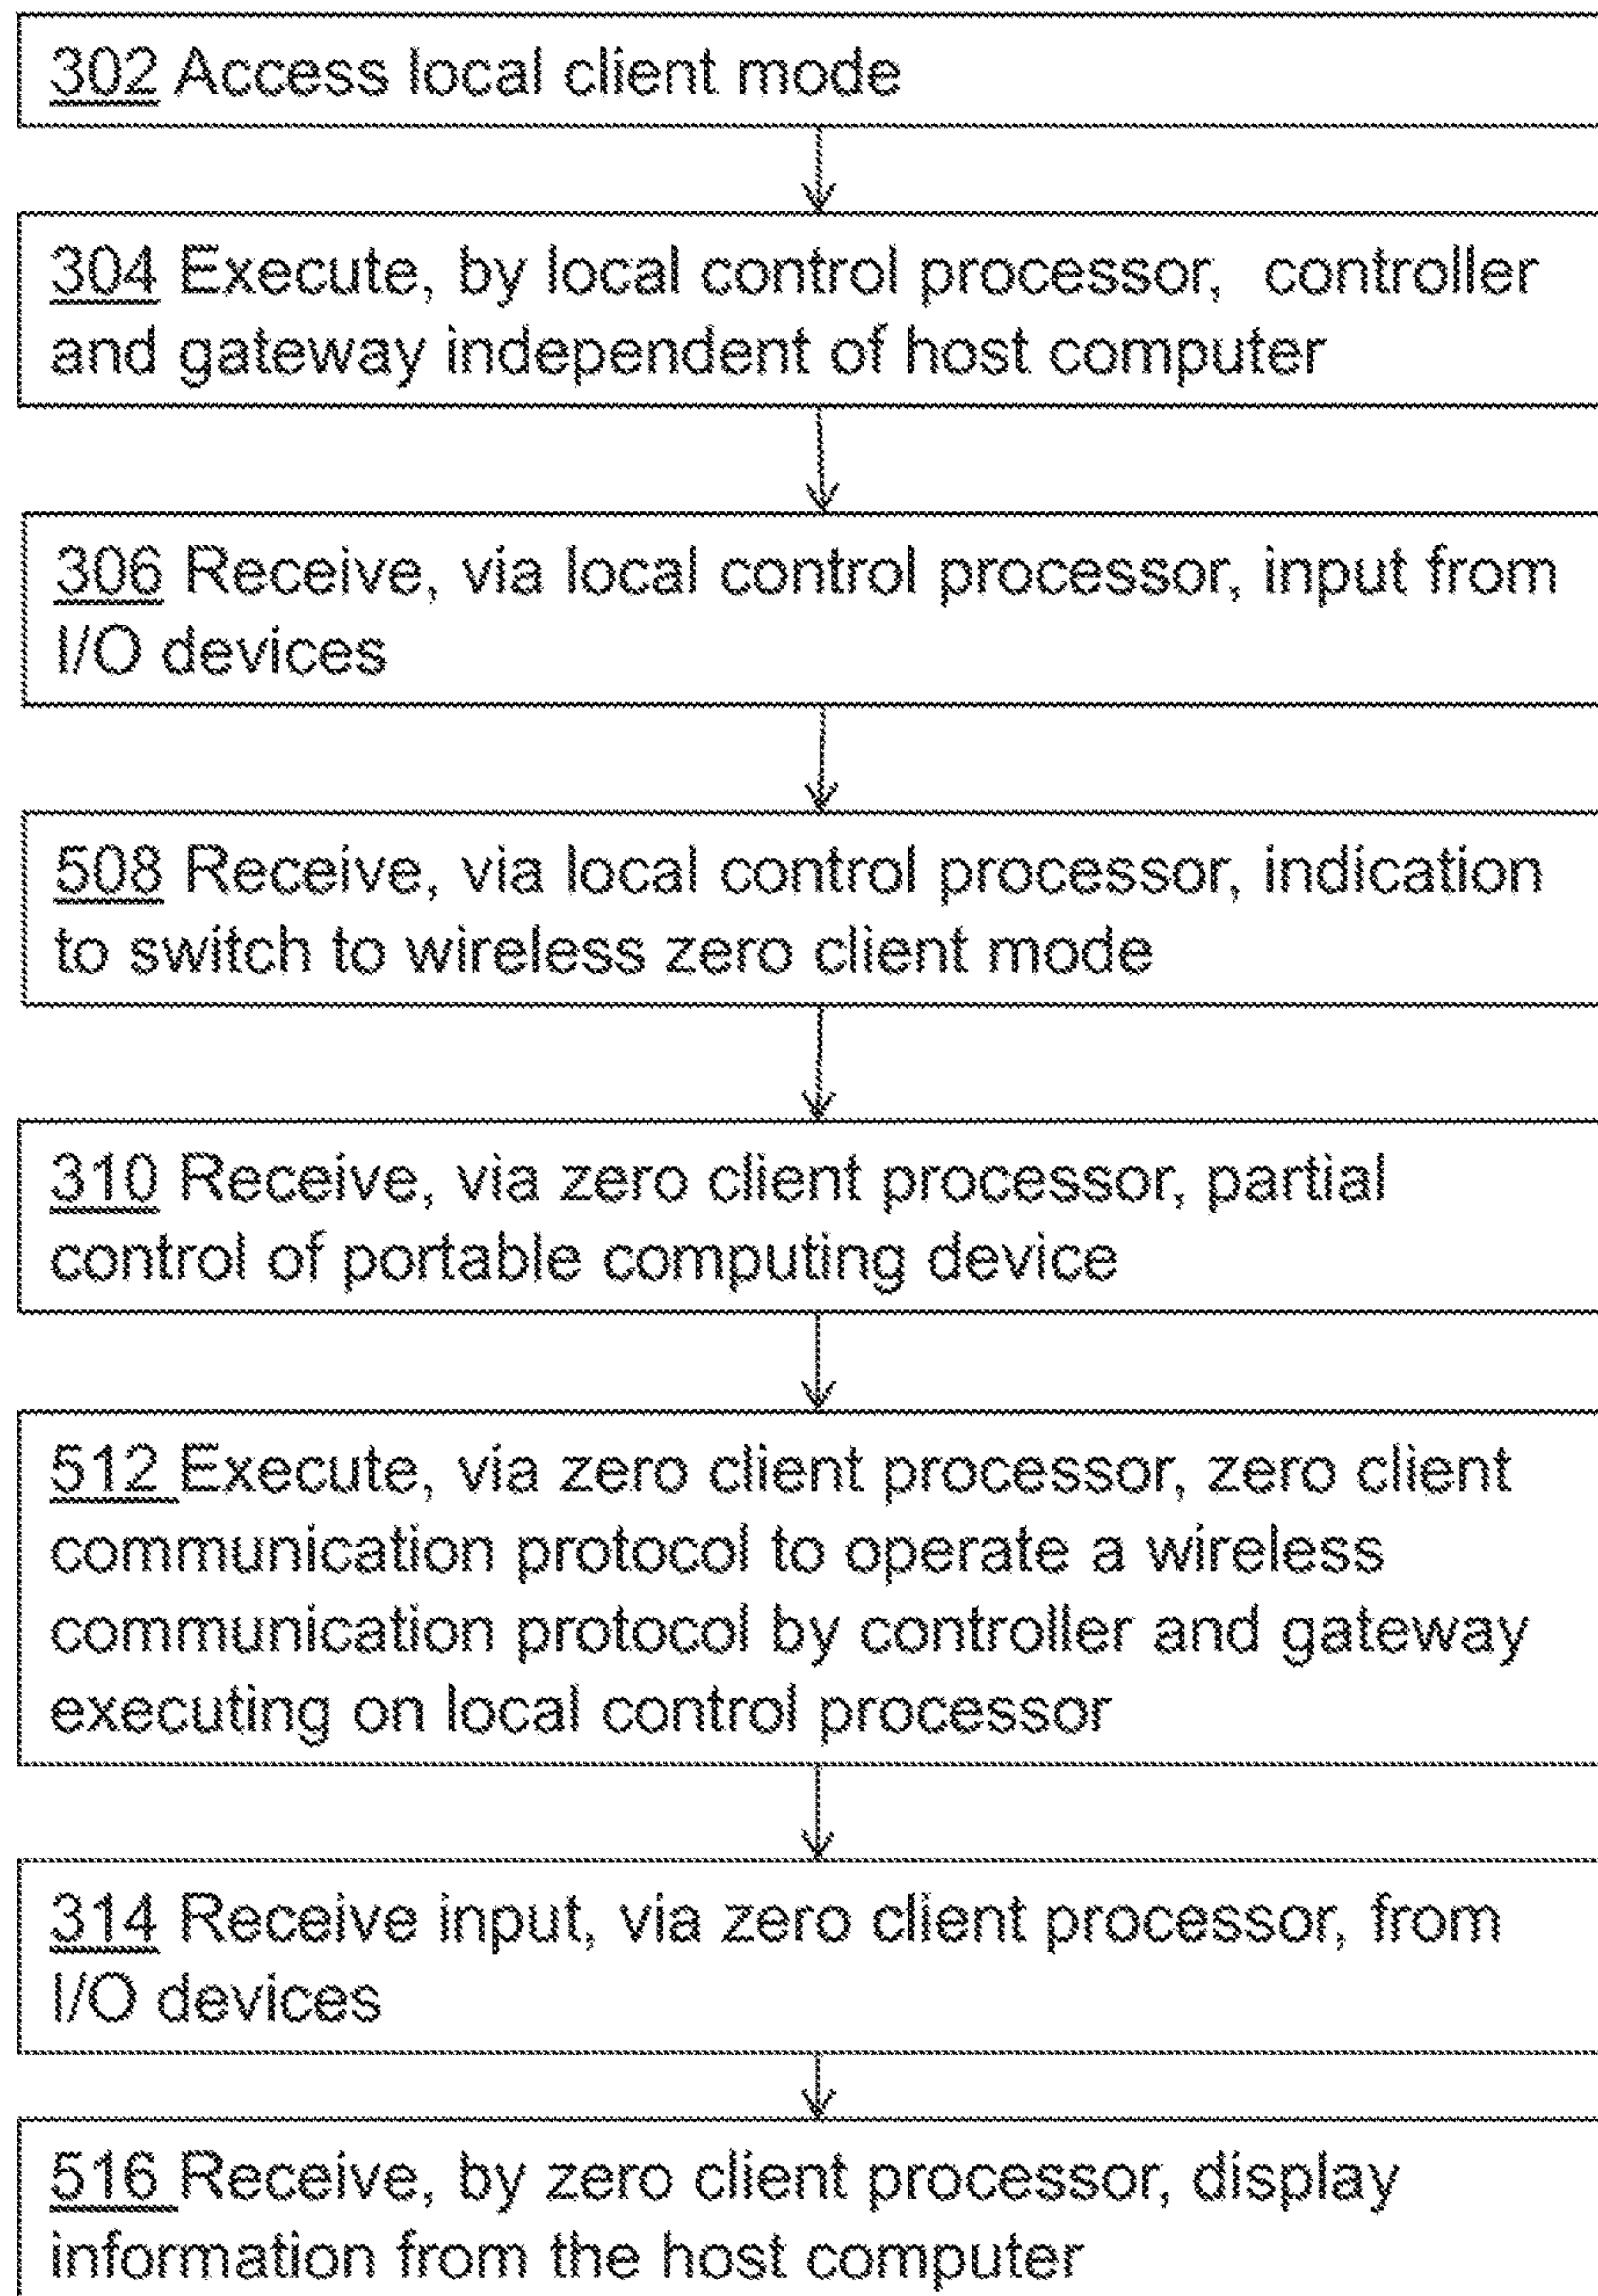 302 Access local client mode
304 Execute, by local control processor, controller
and gateway independent of host computer
306 Receive, via local control processor, input from
I/O devices
508 Receive, via local control processor, indication
to switch to wireless zero client mode
310 Receive, via zero client processor, partial
control of portable computing device
512 Execute, via zero client processor, zero client
communication protocol to operate a wireless
communication protocol by controller and gateway
executing on local control processor
314 Receive input, via zero client processor, from
I/O devices
516 Receive, by zero client processor, display
information from the host computer